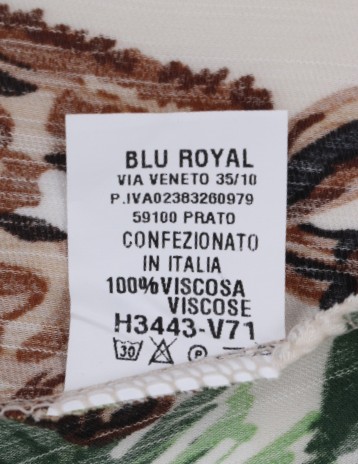 BLU ROYAL
VIA VENETO 35/10
P.IVA02383260979
59100 PRATO
CONFEZIONATO
IN ITALIA
100%VISCOSA
VISCOSE
H3443-V71
30 P